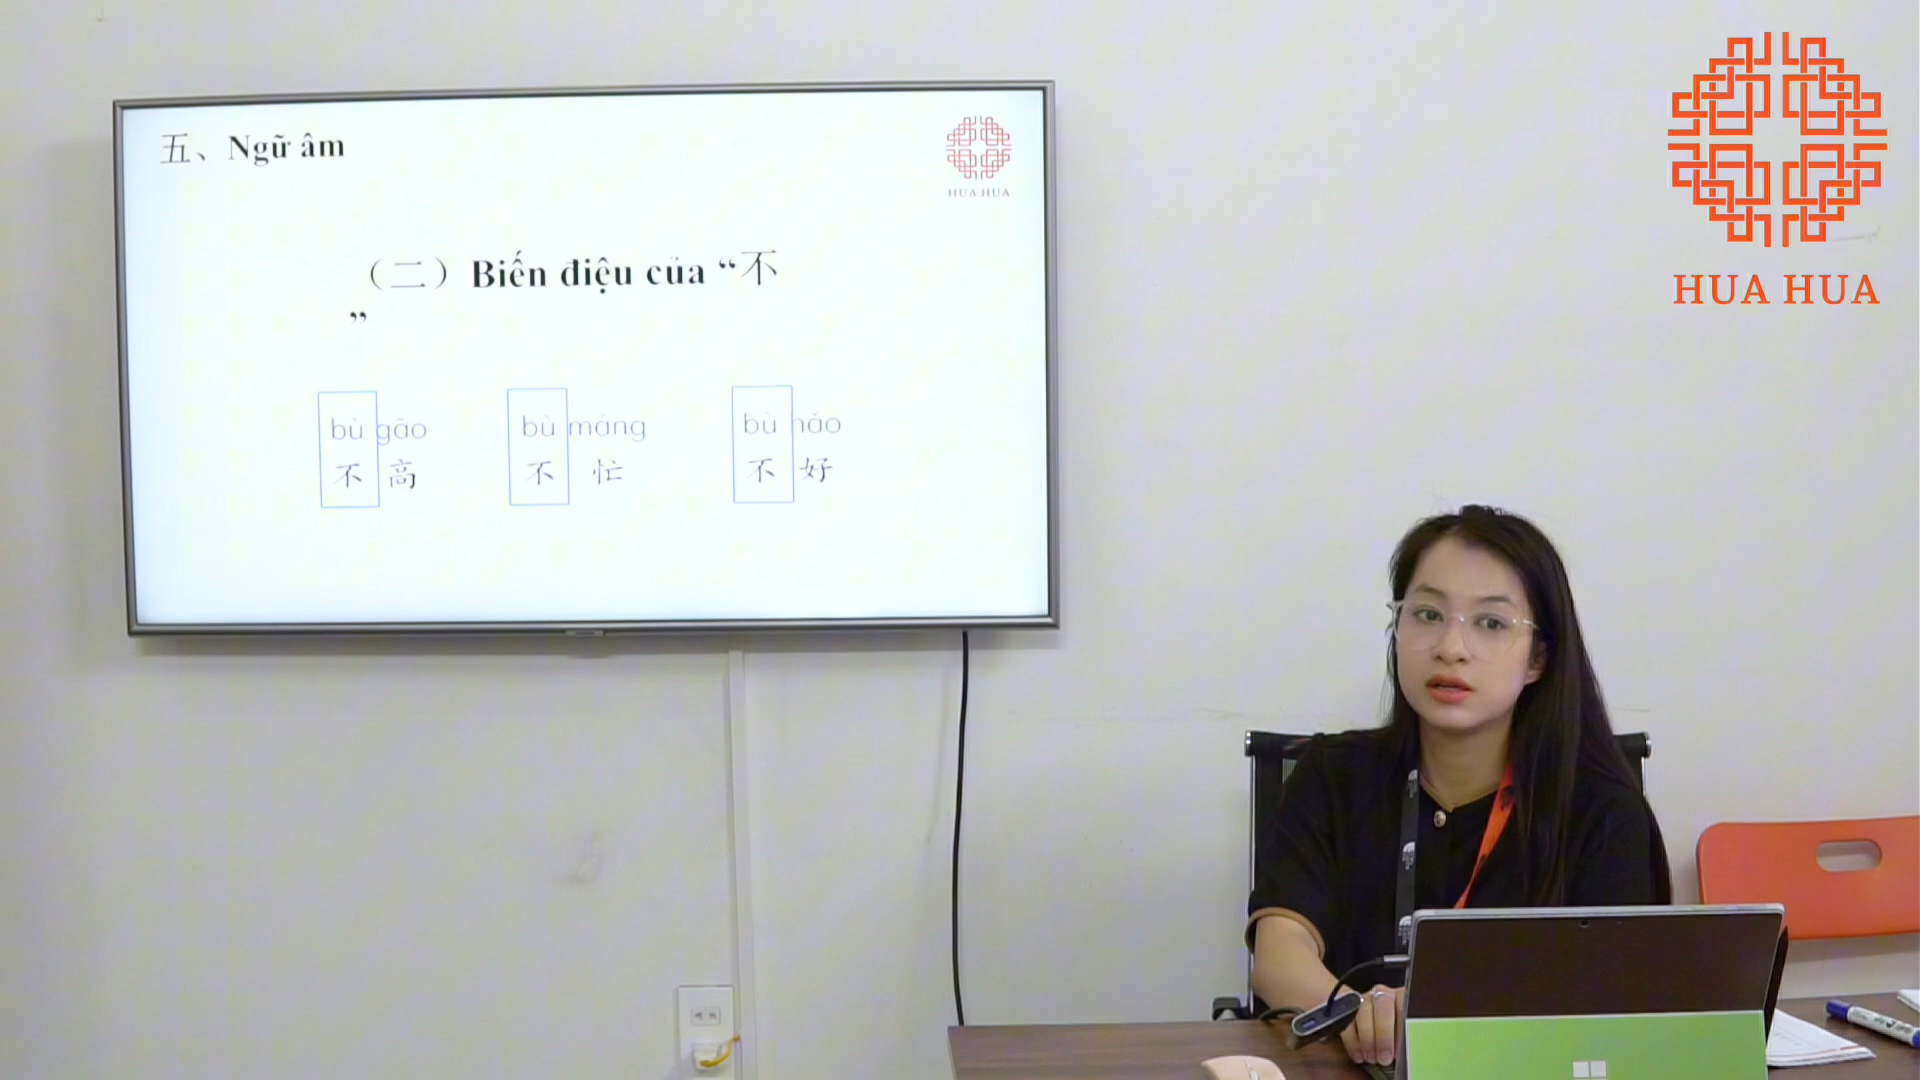 五、Ngữ âm
HUA HUA
（二）Biến điệu của “不
”
bù gāo bù máng bù hǎo
不 高 不 忙 不 好
HUA HUA